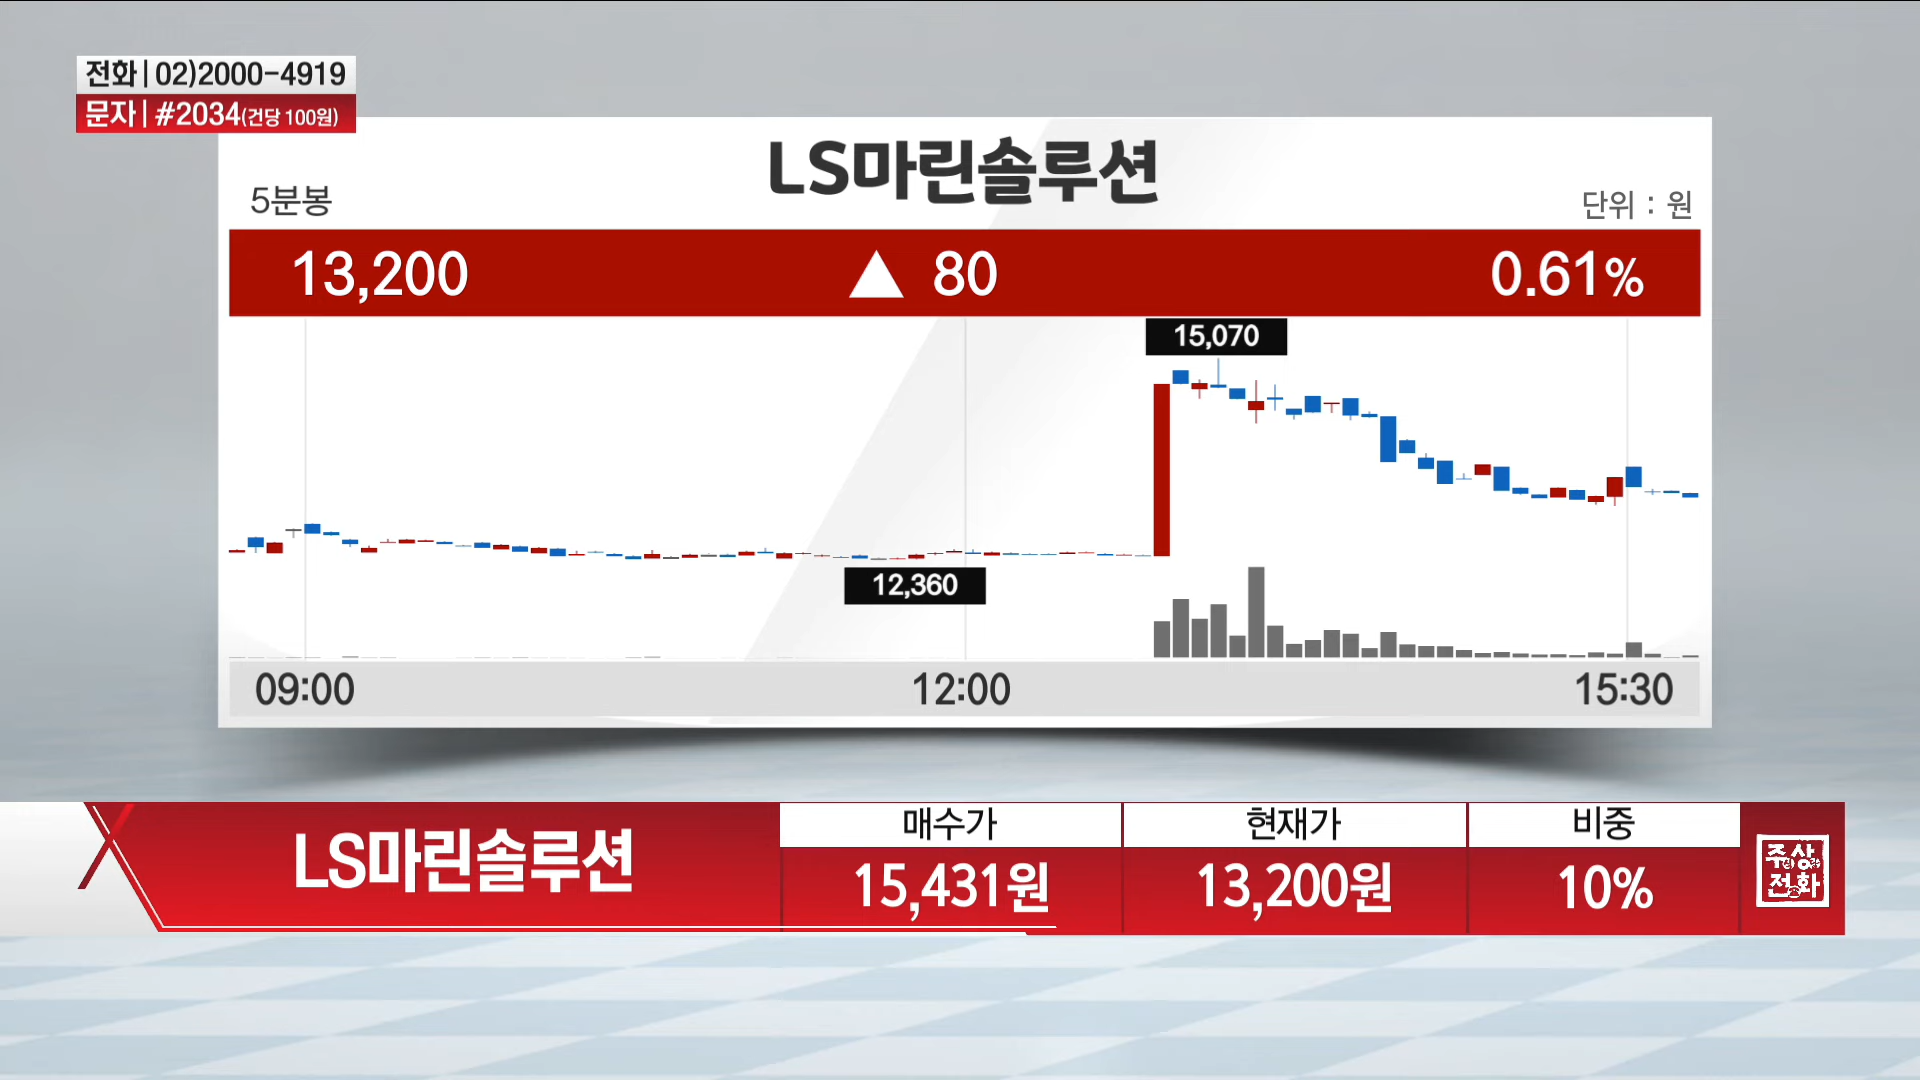 전화 | 02)2000-4919
문자 | #2034(건당 100원)
LS마린솔루션
5분봉
단위 : 원
13,200 ▲ 80 0.61%
15,070
12,360
09:00 12:00 15:30
LS마린솔루션
매수가 현재가 비중
15,431원 13,200원 10%
주상
전화